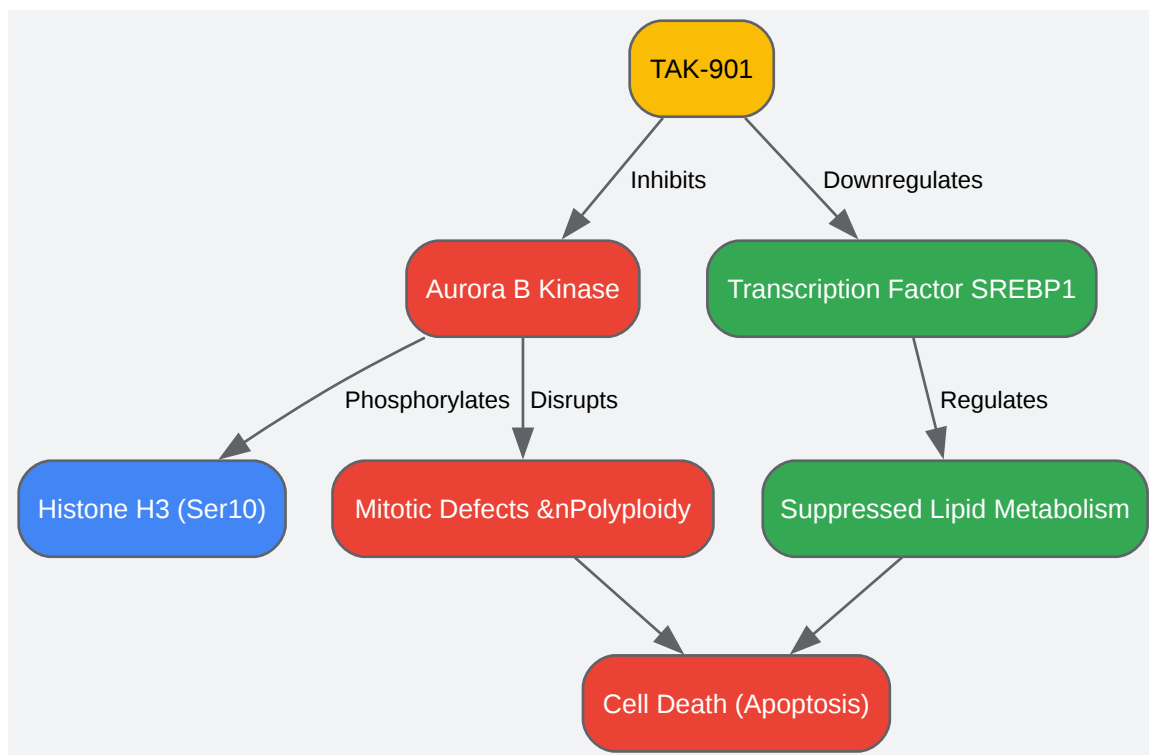 TAK-901
Inhibits
Downregulates
Aurora B Kinase
Transcription Factor SREBP1
Phosphorylates
Disrupts
Regulates
Histone H3 (Ser10)
Mitotic Defects &nPolyploidy
Suppressed Lipid Metabolism
Cell Death (Apoptosis)